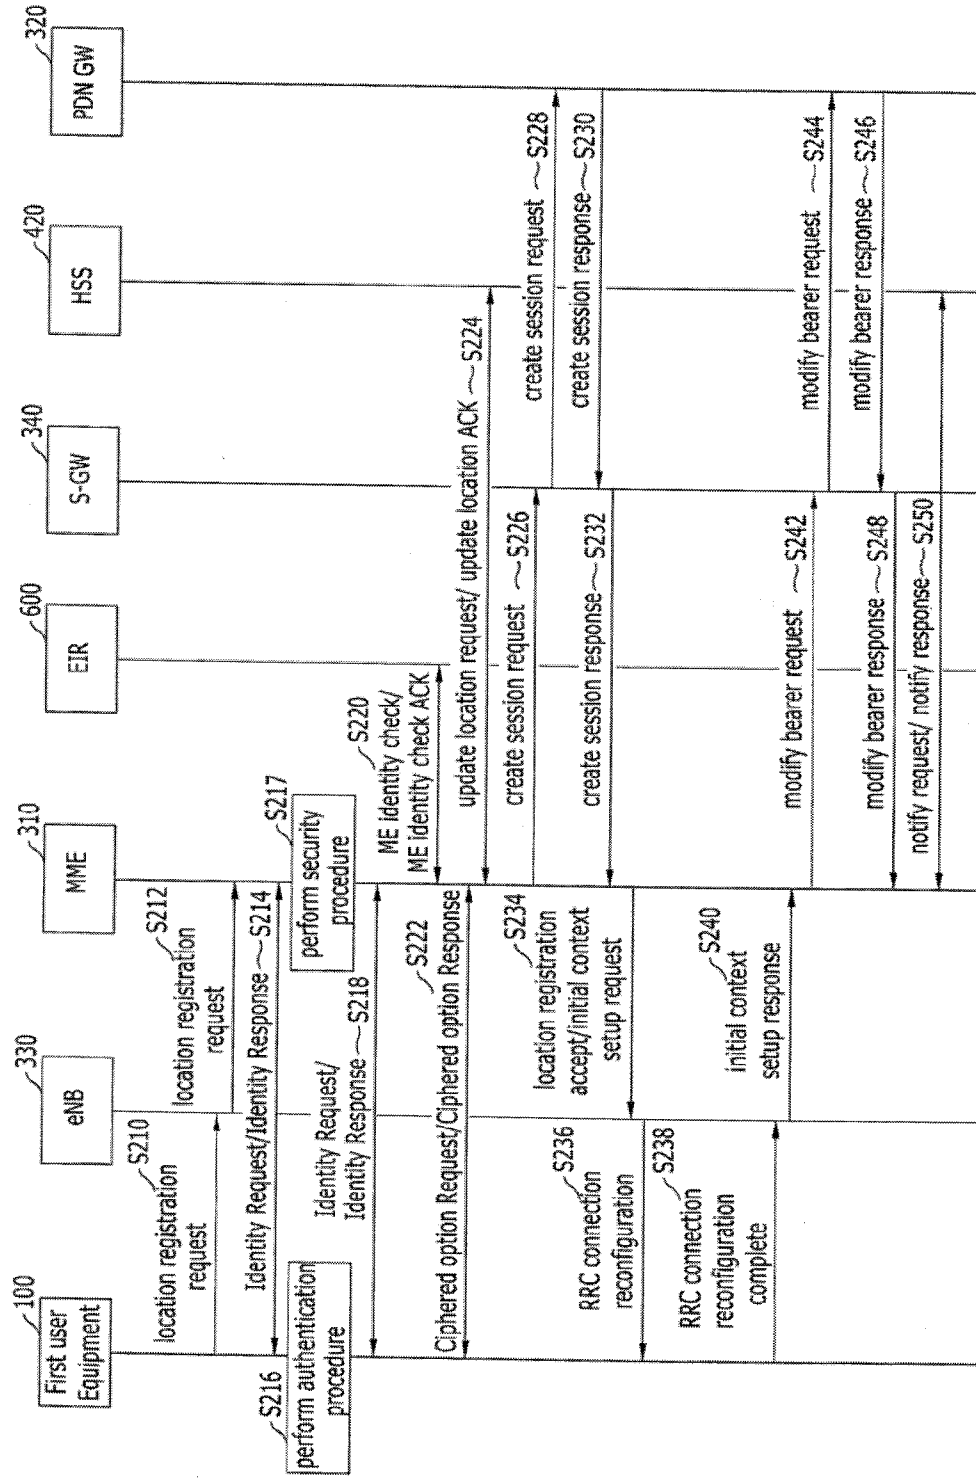 100
First user
Equipment
330
eNB
310
MME
600
EIR
340
S-GW
420
HSS
320
PDN GW
S210
location registration
request
S212
location registration
request
Identity Request/Identity Response S214
S216
perform authentication
procedure
S217
perform security
procedure
Identity Request/
Identity Response S218
S220
ME identity check/
ME identity check ACK
S222
Ciphered option Request/Ciphered option Response
update location request/ update location ACK S224
create session request S226
create session request S228
create session response S230
create session response S232
S234
location registration
accept/initial context
setup request
S236
RRC connection
reconfiguration
S238
RRC connection
reconfiguration
complete
S240
initial context
setup response
modify bearer request S242
modify bearer request S244
modify bearer response S246
modify bearer response S248
notify request/ notify response S250